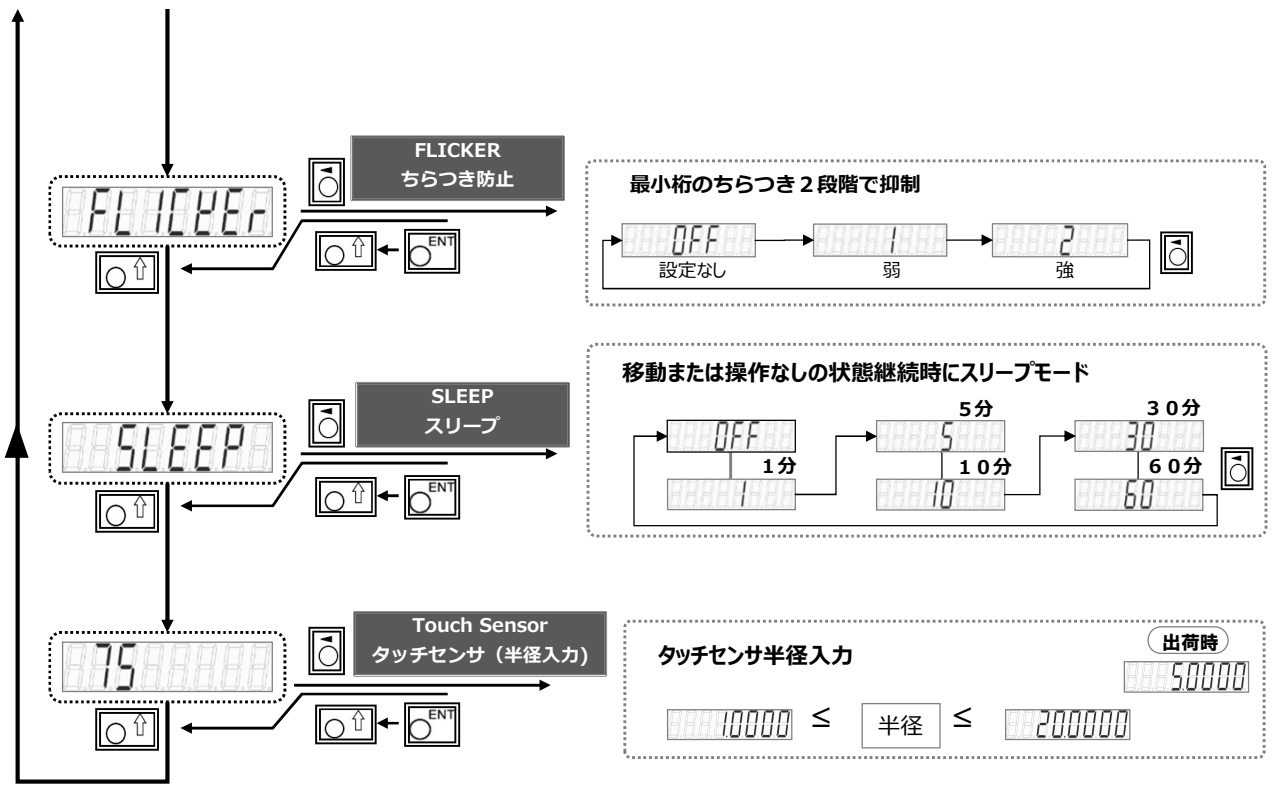 FLICKER
ちらつき防止
FLICKEr
ENT
最小桁のちらつき２段階で抑制
OFF
1
2
設定なし
弱
強
SLEEP
スリープ
SLEEP
ENT
移動または操作なしの状態継続時にスリープモード
5分
３０分
OFF
5
30
1分
１０分
６０分
1
10
60
Touch Sensor
タッチセンサ（半径入力)
TS
ENT
タッチセンサ半径入力
出荷時
5.0000
1.0000 ≤ 半径 ≤ 20.0000